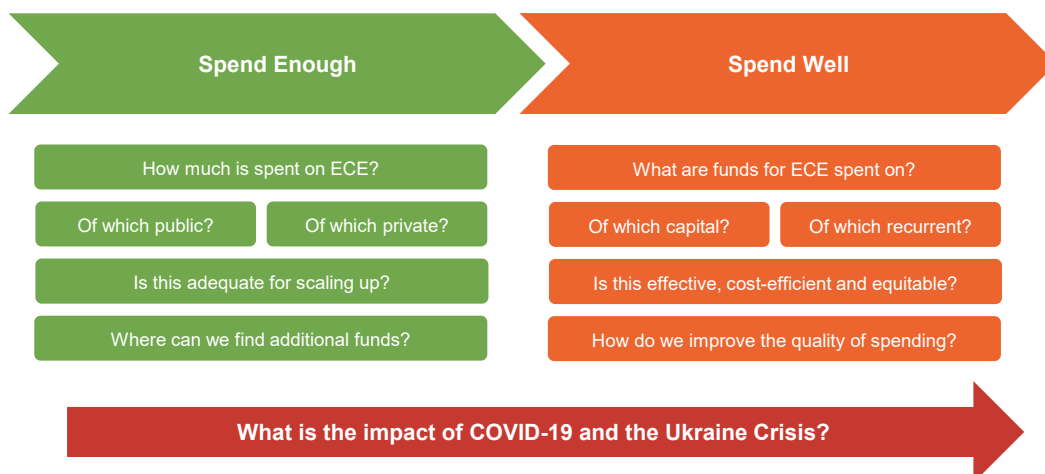 Spend Enough
Spend Well
How much is spent on ECE?
Of which public?
Of which private?
Is this adequate for scaling up?
Where can we find additional funds?
What are funds for ECE spent on?
Of which capital?
Of which recurrent?
Is this effective, cost-efficient and equitable?
How do we improve the quality of spending?
What is the impact of COVID-19 and the Ukraine Crisis?